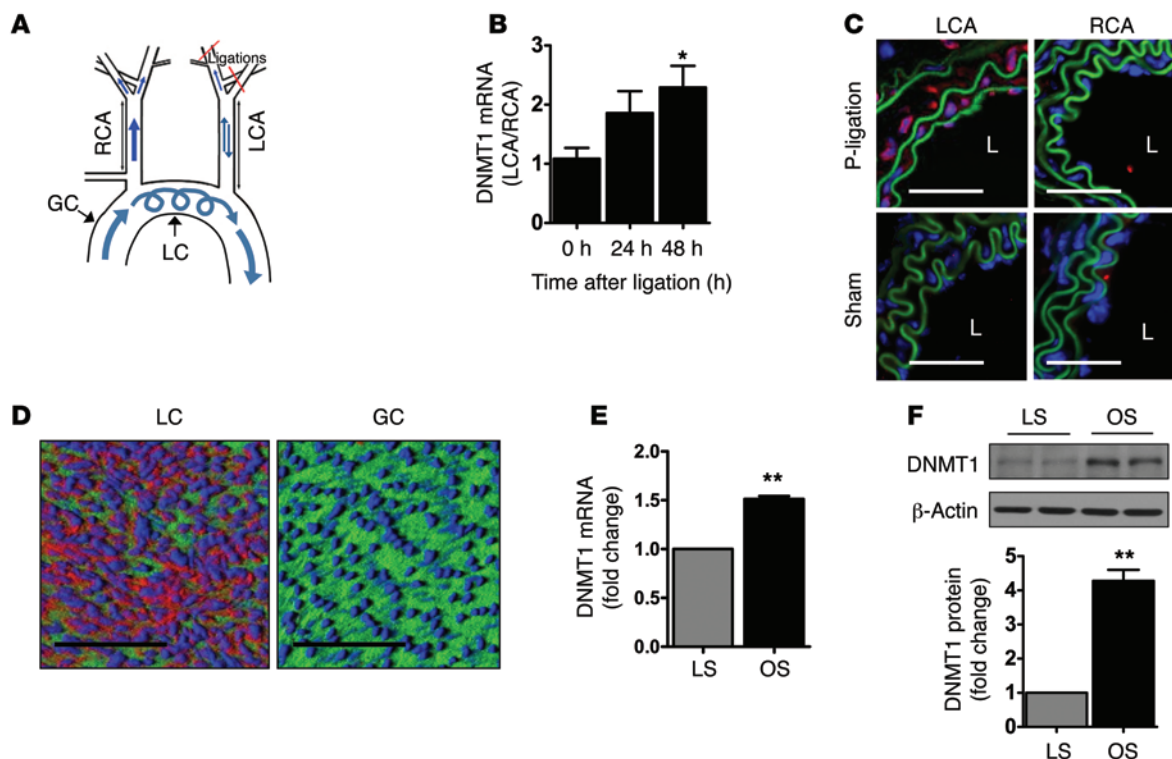 A
Ligations
RCA
LCA
GC
LC
B
DNMT1 mRNA
(LCA/RCA)
3
2
1
0
*
0 h 24 h 48 h
Time after ligation (h)
C
LCA RCA
P-ligation
L L
Sham
L L
D
LC GC
E
DNMT1 mRNA
(fold change)
2.0
1.5
1.0
0.5
0.0
**
LS OS
F
LS OS
DNMT1
β-Actin
DNMT1 protein
(fold change)
5
4
3
2
1
0
**
LS OS